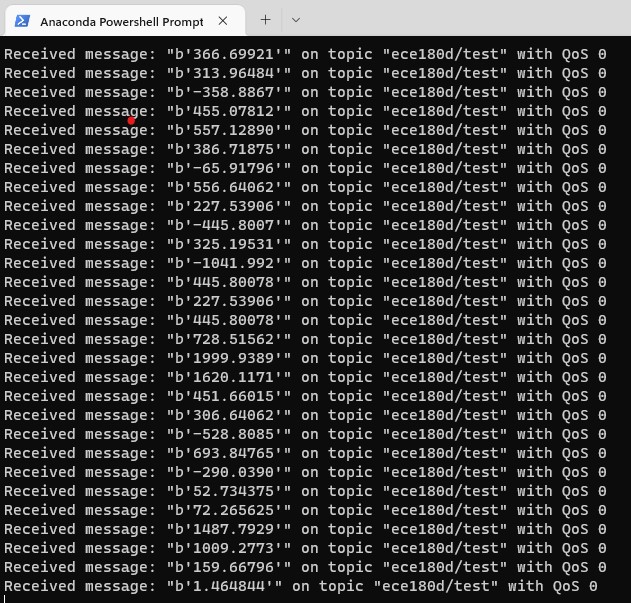 Anaconda Powershell Prompt
Received message: "b'366.69921'" on topic "ece180d/test" with QoS 0
Received message: "b'313.96484'" on topic "ece180d/test" with QoS 0
Received message: "b'-358.8867'" on topic "ece180d/test" with QoS 0
Received message: "b'455.07812'" on topic "ece180d/test" with QoS 0
Received message: "b'557.12890'" on topic "ece180d/test" with QoS 0
Received message: "b'386.71875'" on topic "ece180d/test" with QoS 0
Received message: "b'-65.91796'" on topic "ece180d/test" with QoS 0
Received message: "b'556.64062'" on topic "ece180d/test" with QoS 0
Received message: "b'227.53906'" on topic "ece180d/test" with QoS 0
Received message: "b'-445.8007'" on topic "ece180d/test" with QoS 0
Received message: "b'325.19531'" on topic "ece180d/test" with QoS 0
Received message: "b'-1041.992'" on topic "ece180d/test" with QoS 0
Received message: "b'445.80078'" on topic "ece180d/test" with QoS 0
Received message: "b'227.53906'" on topic "ece180d/test" with QoS 0
Received message: "b'445.80078'" on topic "ece180d/test" with QoS 0
Received message: "b'728.51562'" on topic "ece180d/test" with QoS 0
Received message: "b'1999.9389'" on topic "ece180d/test" with QoS 0
Received message: "b'1620.1171'" on topic "ece180d/test" with QoS 0
Received message: "b'451.66015'" on topic "ece180d/test" with QoS 0
Received message: "b'306.64062'" on topic "ece180d/test" with QoS 0
Received message: "b'-528.8085'" on topic "ece180d/test" with QoS 0
Received message: "b'693.84765'" on topic "ece180d/test" with QoS 0
Received message: "b'-290.0390'" on topic "ece180d/test" with QoS 0
Received message: "b'52.734375'" on topic "ece180d/test" with QoS 0
Received message: "b'72.265625'" on topic "ece180d/test" with QoS 0
Received message: "b'1487.7929'" on topic "ece180d/test" with QoS 0
Received message: "b'1009.2773'" on topic "ece180d/test" with QoS 0
Received message: "b'159.66796'" on topic "ece180d/test" with QoS 0
Received message: "b'1.464844'" on topic "ece180d/test" with QoS 0